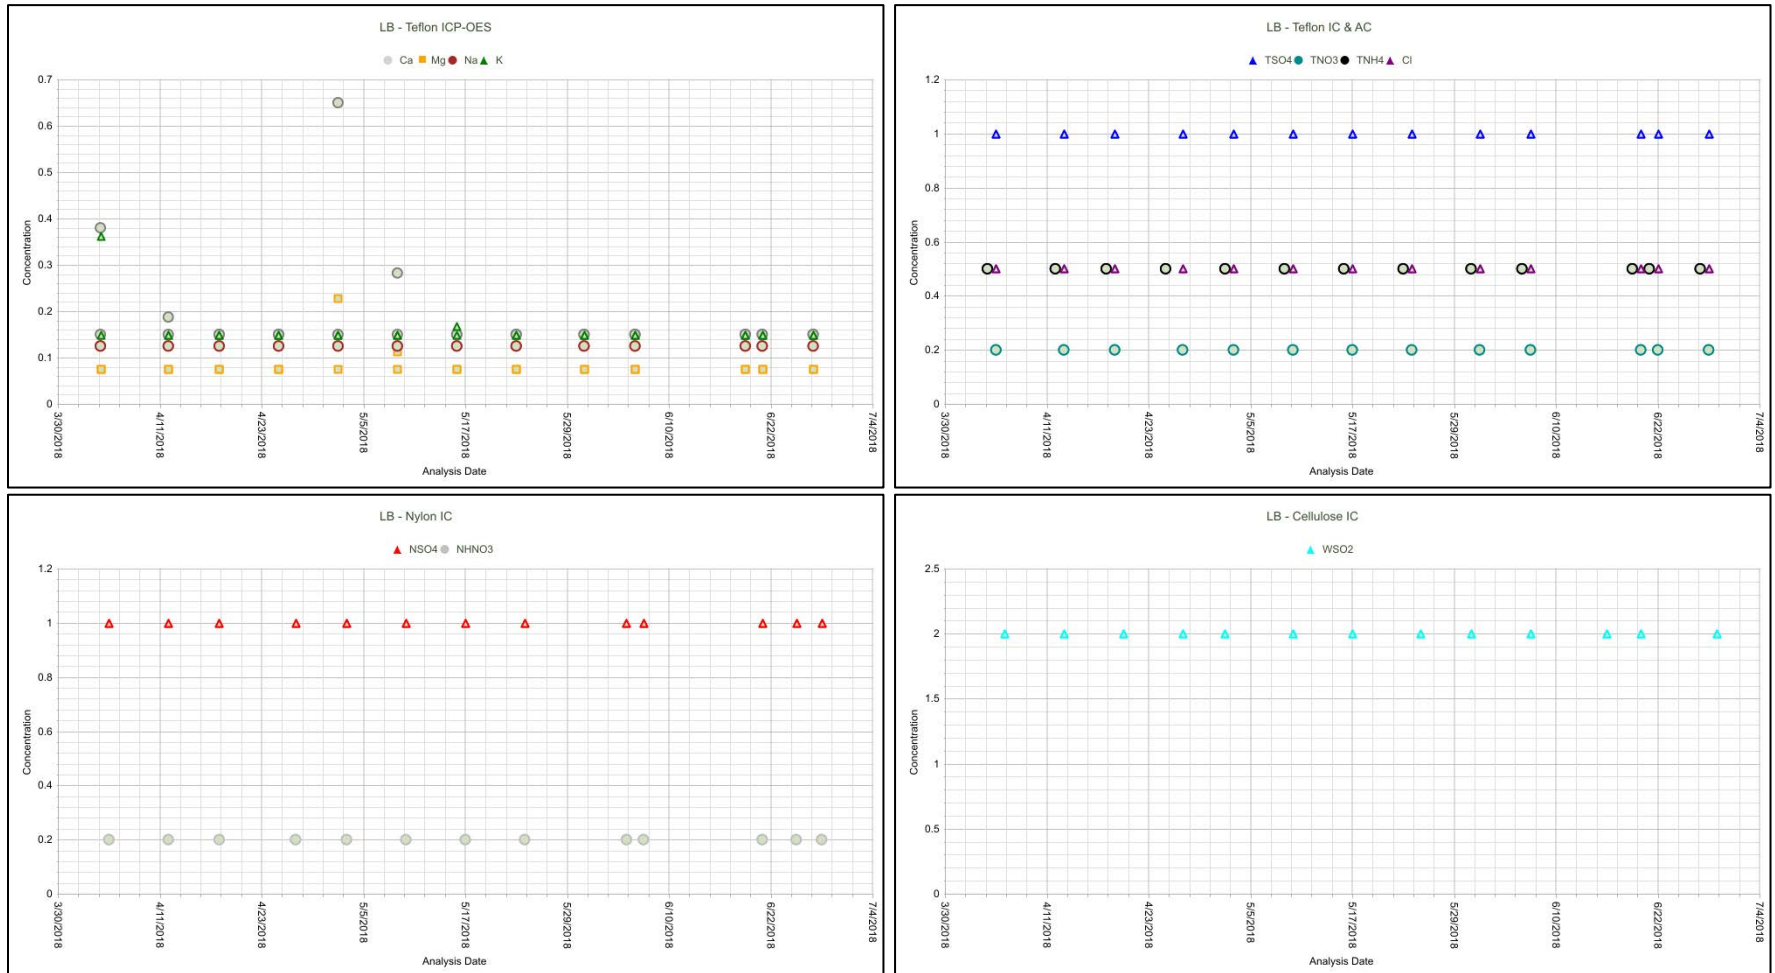 LB - Teflon ICP-OES
Ca Mg Na K
0.7
0.6
0.5
0.4
0.3
0.2
0.1
0
Concentration
3/30/2018 4/11/2018 4/23/2018 5/5/2018 5/17/2018 5/29/2018 6/10/2018 6/22/2018 7/4/2018
Analysis Date
LB - Teflon IC & AC
TSO4 TNO3 TNH4 Cl
1.2
1
0.8
0.6
0.4
0.2
0
Concentration
3/30/2018 4/11/2018 4/23/2018 5/5/2018 5/17/2018 5/29/2018 6/10/2018 6/22/2018 7/4/2018
Analysis Date
LB - Nylon IC
NSO4 NHNO3
1.2
1
0.8
0.6
0.4
0.2
0
Concentration
3/30/2018 4/11/2018 4/23/2018 5/5/2018 5/17/2018 5/29/2018 6/10/2018 6/22/2018 7/4/2018
Analysis Date
LB - Cellulose IC
WSO2
2.5
2
1.5
1
0.5
0
Concentration
3/30/2018 4/11/2018 4/23/2018 5/5/2018 5/17/2018 5/29/2018 6/10/2018 6/22/2018 7/4/2018
Analysis Date